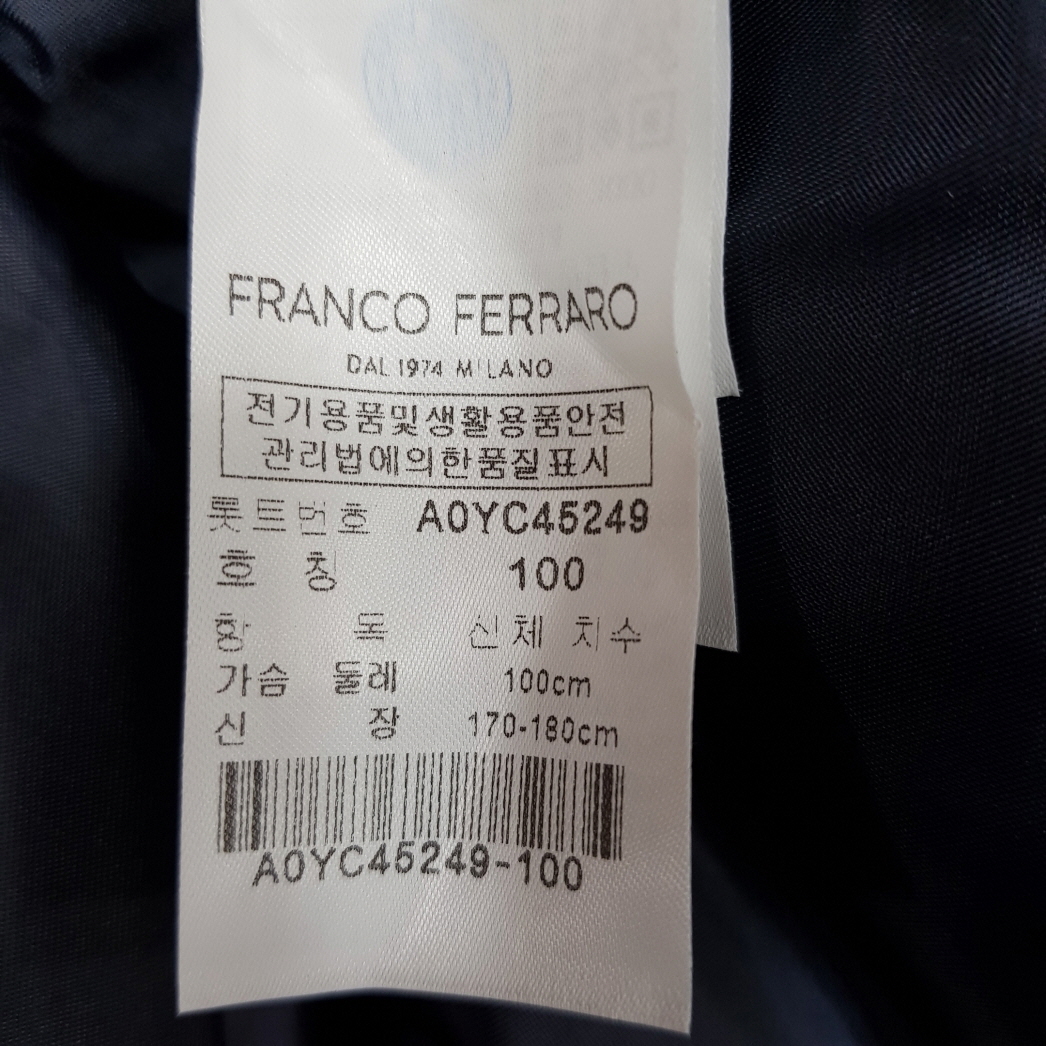 FRANCO FERRARO
DAL 1974 MILANO
전기용품및생활용품안전
관리법에의한품질표시
롯트번호 A0YC45249
호 칭 100
항 목 신체 치수
가슴 둘레 100cm
신 장 170-180cm
A0YC45249-100